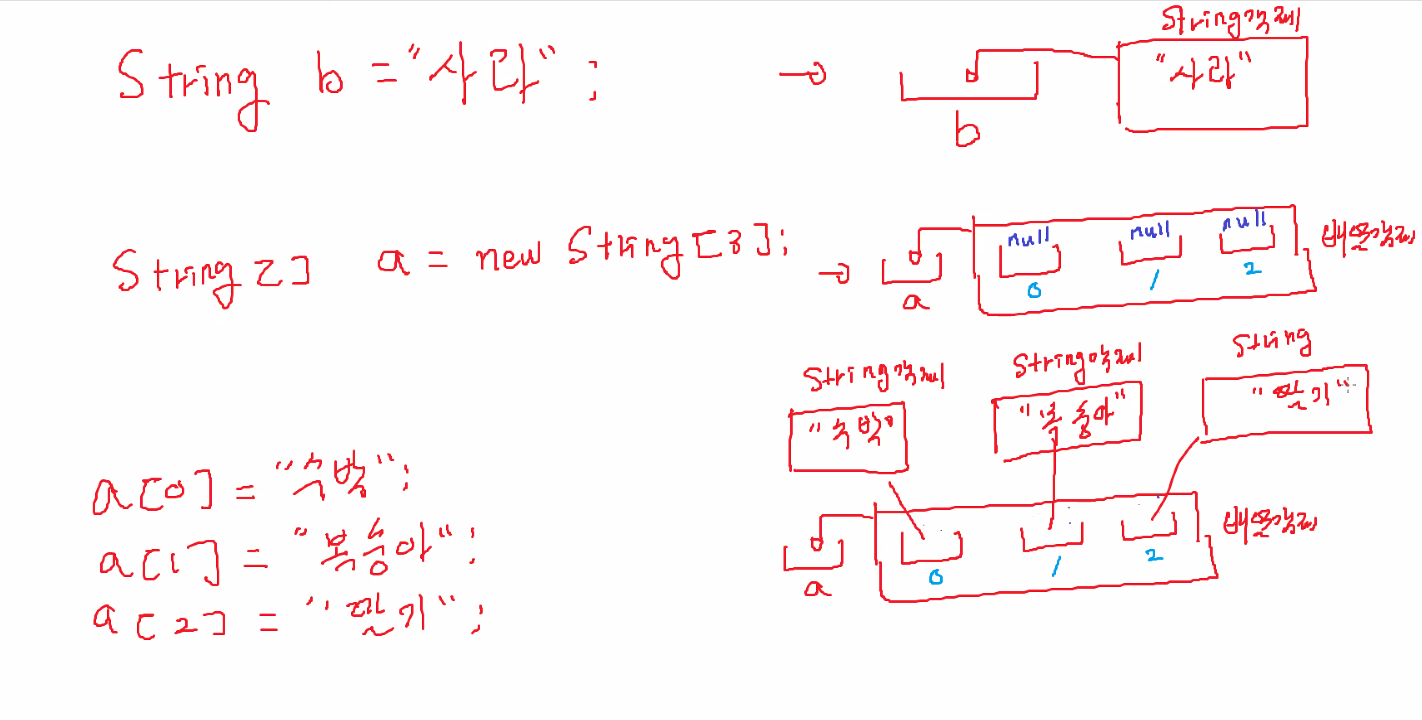 String b = "사라";
String객체
"사라"
b
String[] a = new String[3];
null null null
배열객체
0 1 2
a
String객체 String객체 String
"수박" "복숭아" "딸기"
a[0] = "수박";
a[1] = "복숭아";
a[2] = "딸기";
배열객체
0 1 2
a